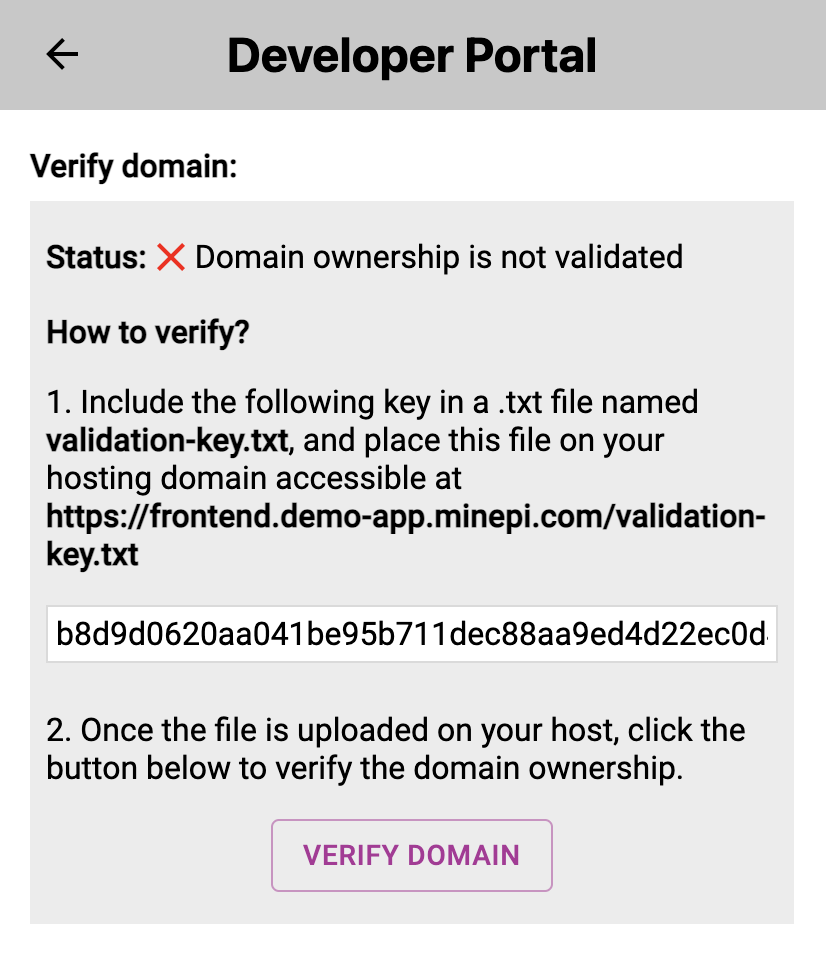 Developer Portal
Verify domain:
Status: ❌ Domain ownership is not validated
How to verify?
1. Include the following key in a .txt file named
validation-key.txt, and place this file on your
hosting domain accessible at
https://frontend.demo-app.minepi.com/validation-
key.txt
b8d9d0620aa041be95b711dec88aa9ed4d22ec0d
2. Once the file is uploaded on your host, click the
button below to verify the domain ownership.
VERIFY DOMAIN